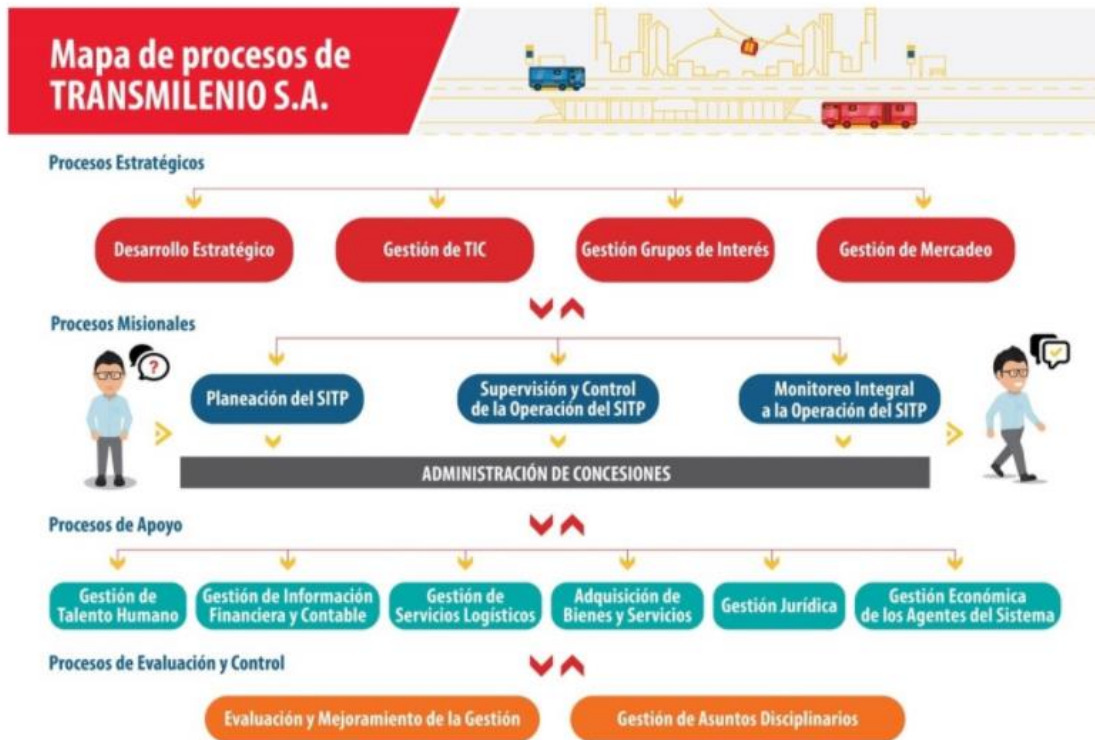 Mapa de procesos de
TRANSMILENIO S.A.
Procesos Estratégicos
Desarrollo Estratégico
Gestión de TIC
Gestión Grupos de Interés
Gestión de Mercadeo
Procesos Misionales
?
Planeación del SITP
Supervisión y Control
de la Operación del SITP
Monitoreo Integral
a la Operación del SITP
ADMINISTRACIÓN DE CONCESIONES
Procesos de Apoyo
Gestión de
Talento Humano
Gestión de Información
Financiera y Contable
Gestión de
Servicios Logísticos
Adquisición de
Bienes y Servicios
Gestión Jurídica
Gestión Económica
de los Agentes del Sistema
Procesos de Evaluación y Control
Evaluación y Mejoramiento de la Gestión
Gestión de Asuntos Disciplinarios